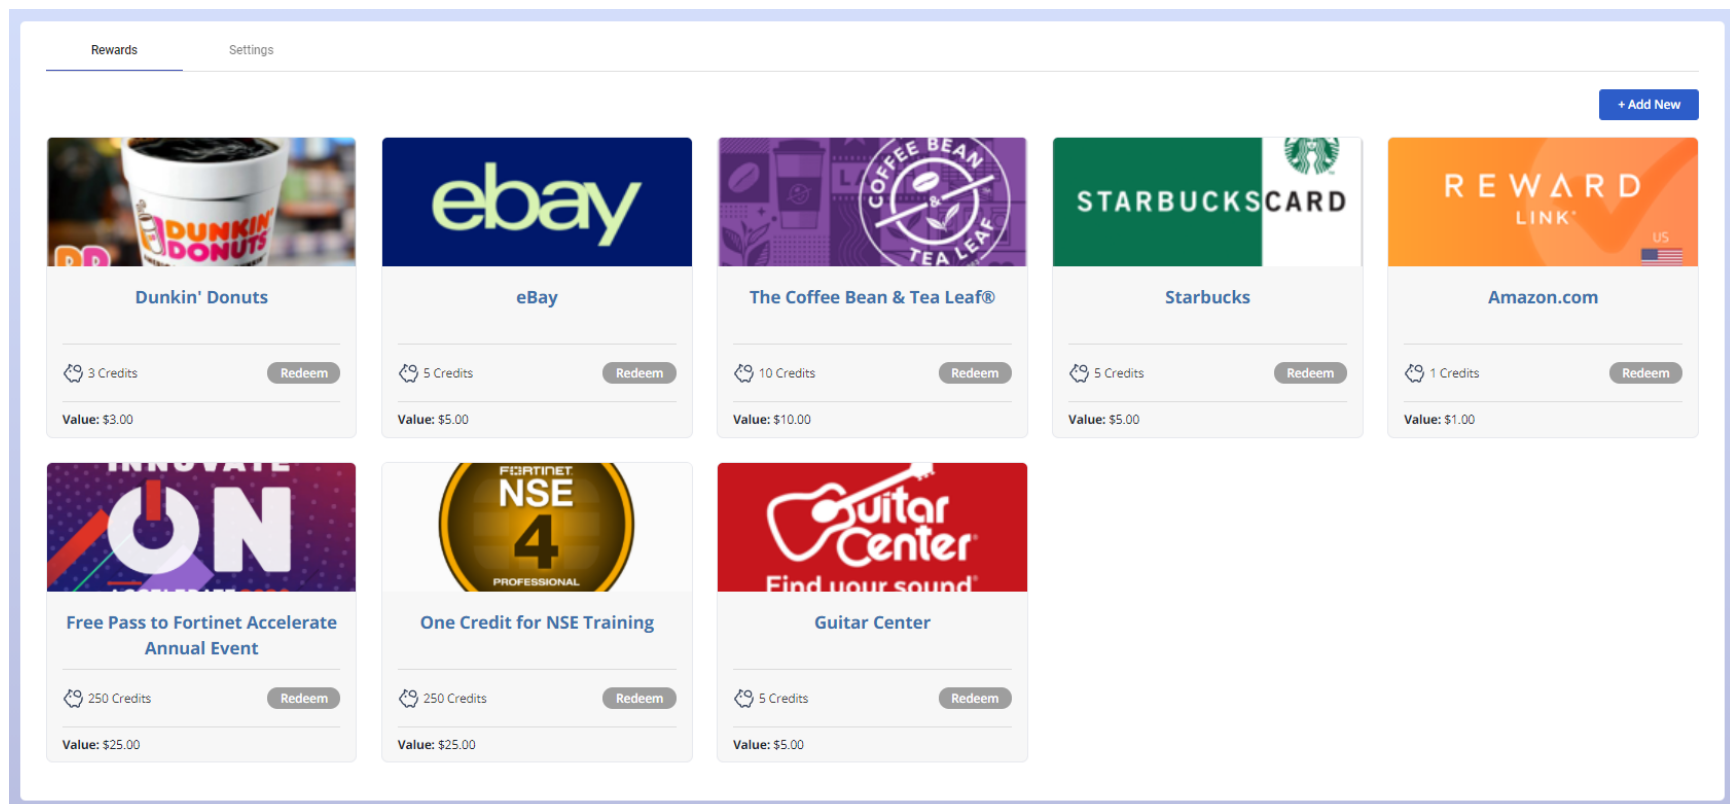 Rewards Settings
+ Add New
DUNKIN'
DONUTS
DD
ebay
COFFEE BEAN
&
TEA LEAF
STARBUCKSCARD
REWARD
LINK
US
Dunkin' Donuts
eBay
The Coffee Bean & Tea Leaf®
Starbucks
Amazon.com
3 Credits Redeem
5 Credits Redeem
10 Credits Redeem
5 Credits Redeem
1 Credits Redeem
Value: $3.00
Value: $5.00
Value: $10.00
Value: $5.00
Value: $1.00
INNOVATE
ON
FORTINET
NSE
4
PROFESSIONAL
Guitar
Center
Find your sound
Free Pass to Fortinet Accelerate
Annual Event
One Credit for NSE Training
Guitar Center
250 Credits Redeem
250 Credits Redeem
5 Credits Redeem
Value: $25.00
Value: $25.00
Value: $5.00